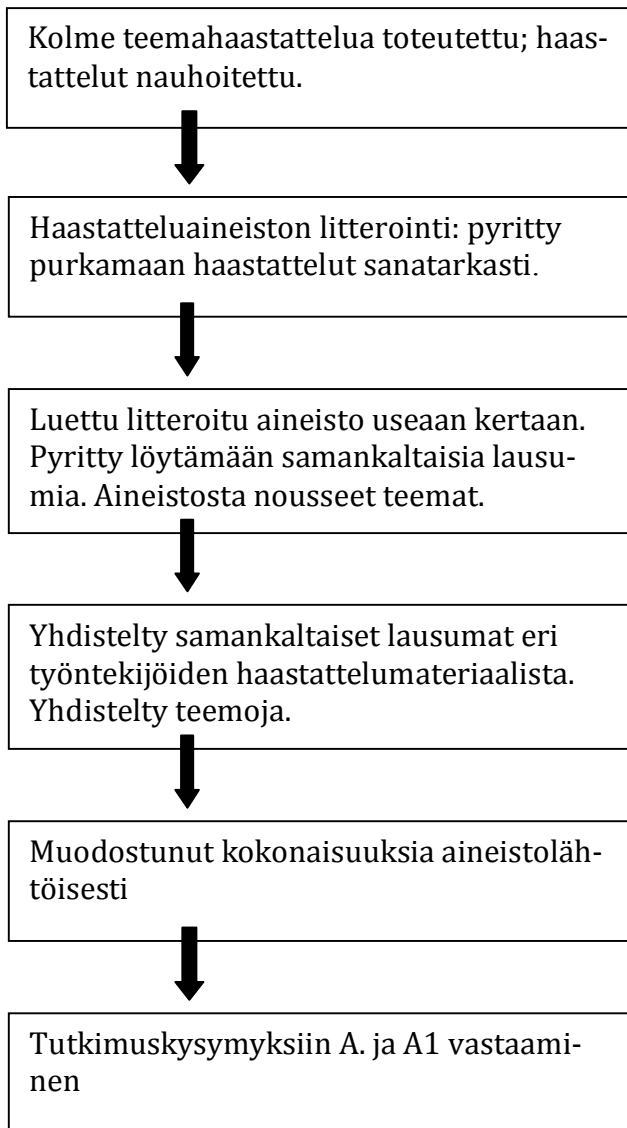 Kolme teemahaastattelua toteutettu; haas-
tattelut nauhoitettu.
Haastatteluaineiston litterointi: pyritty
purkamaan haastattelut sanatarkasti.
Luettu litteroitu aineisto useaan kertaan.
Pyritty löytämään samankaltaisia lausu-
mia. Aineistosta nousseet teemat.
Yhdistelty samankaltaiset lausumat eri
työntekijöiden haastattelumateriaalista.
Yhdistelty teemoja.
Muodostunut kokonaisuuksia aineistoläh-
töisesti
Tutkimuskysymyksiin A. ja A1 vastaami-
nen